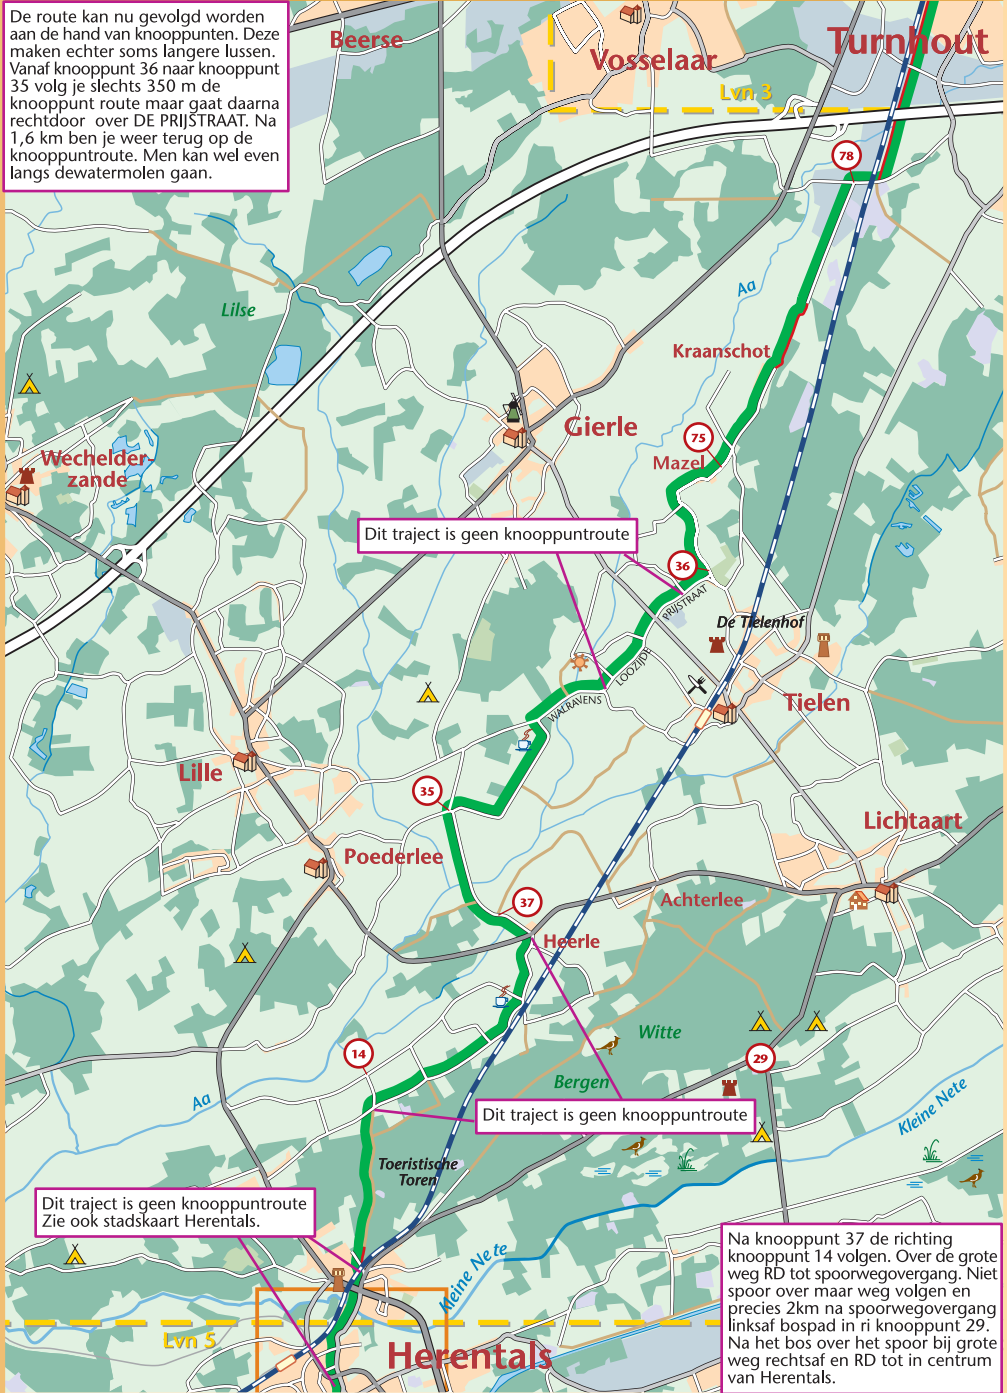 De route kan nu gevolgd worden
aan de hand van knooppunten. Deze
maken echter soms langere lussen.
Vanaf knooppunt 36 naar knooppunt
35 volg je slechts 350 m de
knooppunt route maar gaat daarna
rechtdoor over DE PRIJSTRAAT. Na
1,6 km ben je weer terug op de
knooppuntroute. Men kan wel even
langs dewatermolen gaan.
Beerse
Vosselaar
Turnhout
Lvn 3
78
Lilse
Aa
Kraanschot
Gierle
75
Mazel
Wechelder-
zande
Dit traject is geen knooppuntroute
36
PRIJSTRAAT
De Tielenhof
LOOZIJDE
WALRAVENS
Tielen
Lille
35
Lichtaart
Poederlee
37
Achterlee
Heerle
Witte
14
29
Bergen
Aa
Dit traject is geen knooppuntroute
Kleine Nete
Toeristische
Toren
Dit traject is geen knooppuntroute
Zie ook stadskaart Herentals.
Kleine Nete
Na knooppunt 37 de richting
knooppunt 14 volgen. Over de grote
weg RD tot spoorwegovergang. Niet
spoor over maar weg volgen en
precies 2km na spoorwegovergang
linksaf bospad in ri knooppunt 29.
Na het bos over het spoor bij grote
weg rechtsaf en RD tot in centrum
van Herentals.
Lvn 5
Herentals